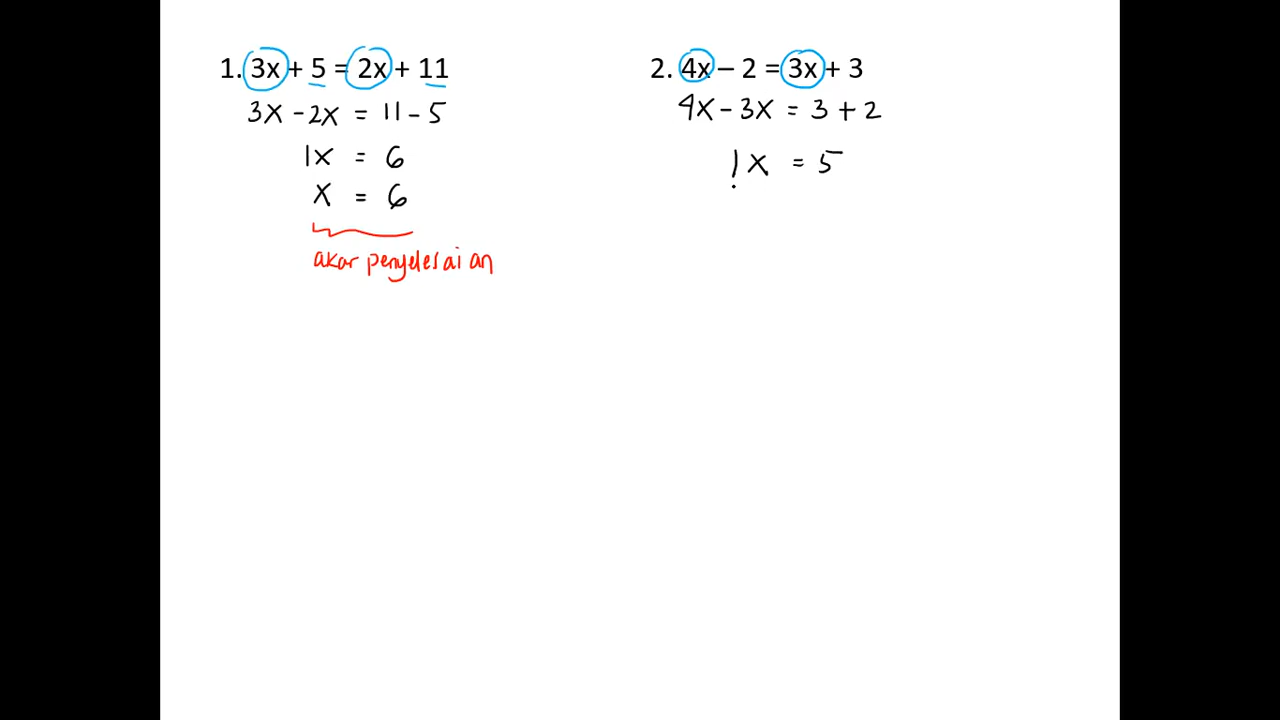 1. 3x + 5 = 2x + 11
3x - 2x = 11 - 5
1x = 6
x = 6
akar penyelesaian
2. 4x – 2 = 3x + 3
4x - 3x = 3 + 2
1x = 5